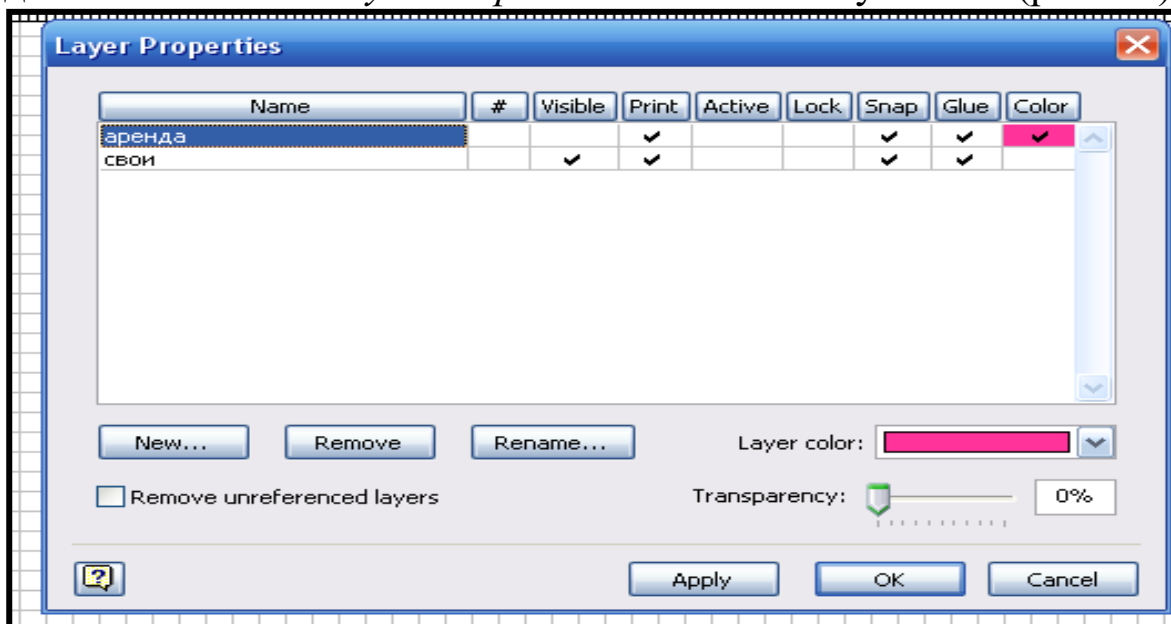 Layer Properties
Name # Visible Print Active Lock Snap Glue Color
аренда
свои
New... Remove Rename... Layer color:
Remove unreferenced layers Transparency: 0%
Apply OK Cancel